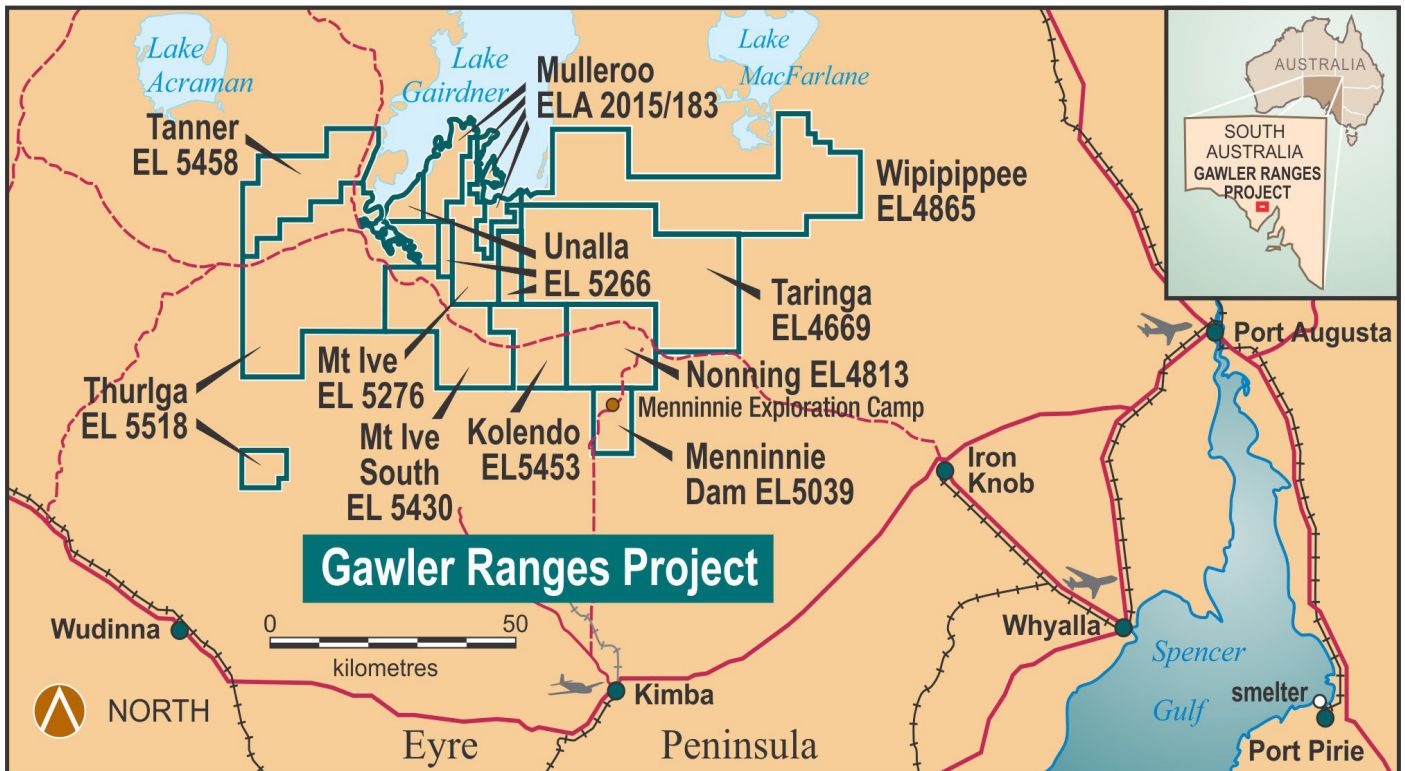 Lake
Acraman
Lake
Gairdner
Mulleroo
ELA 2015/183
Lake
MacFarlane
AUSTRALIA
SOUTH
AUSTRALIA
GAWLER RANGES
PROJECT
Tanner
EL 5458
Wipipippee
EL4865
Unalla
EL 5266
Taringa
EL4669
Port Augusta
Thurlga
EL 5518
Mt Ive
EL 5276
Mt Ive
South
EL 5430
Kolendo
EL5453
Nonning EL4813
Menninnie Exploration Camp
Menninnie
Dam EL5039
Iron
Knob
Gawler Ranges Project
0 50
kilometres
Wudinna
Whyalla
Spencer
Gulf
smelter
Port Pirie
Kimba
NORTH
Eyre Peninsula